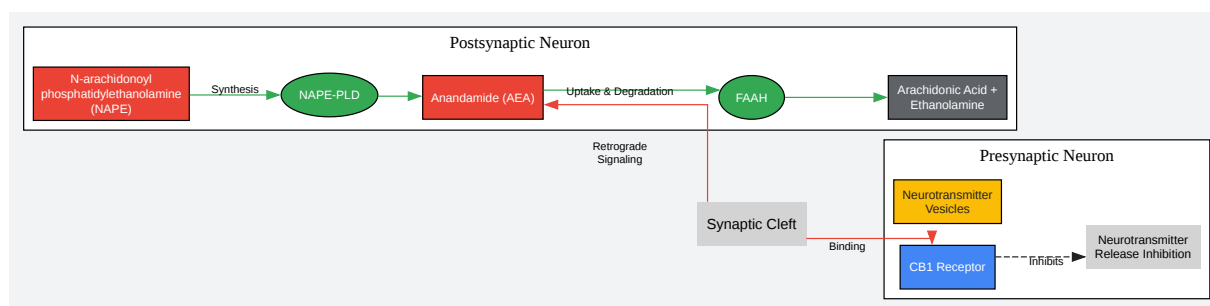 Postsynaptic Neuron
N-arachidonoyl
phosphatidylethanolamine
(NAPE)
Synthesis
NAPE-PLD
Anandamide (AEA)
Uptake & Degradation
FAAH
Arachidonic Acid +
Ethanolamine
Retrograde
Signaling
Presynaptic Neuron
Neurotransmitter
Vesicles
Synaptic Cleft
Binding
CB1 Receptor
Inhibits
Neurotransmitter
Release Inhibition